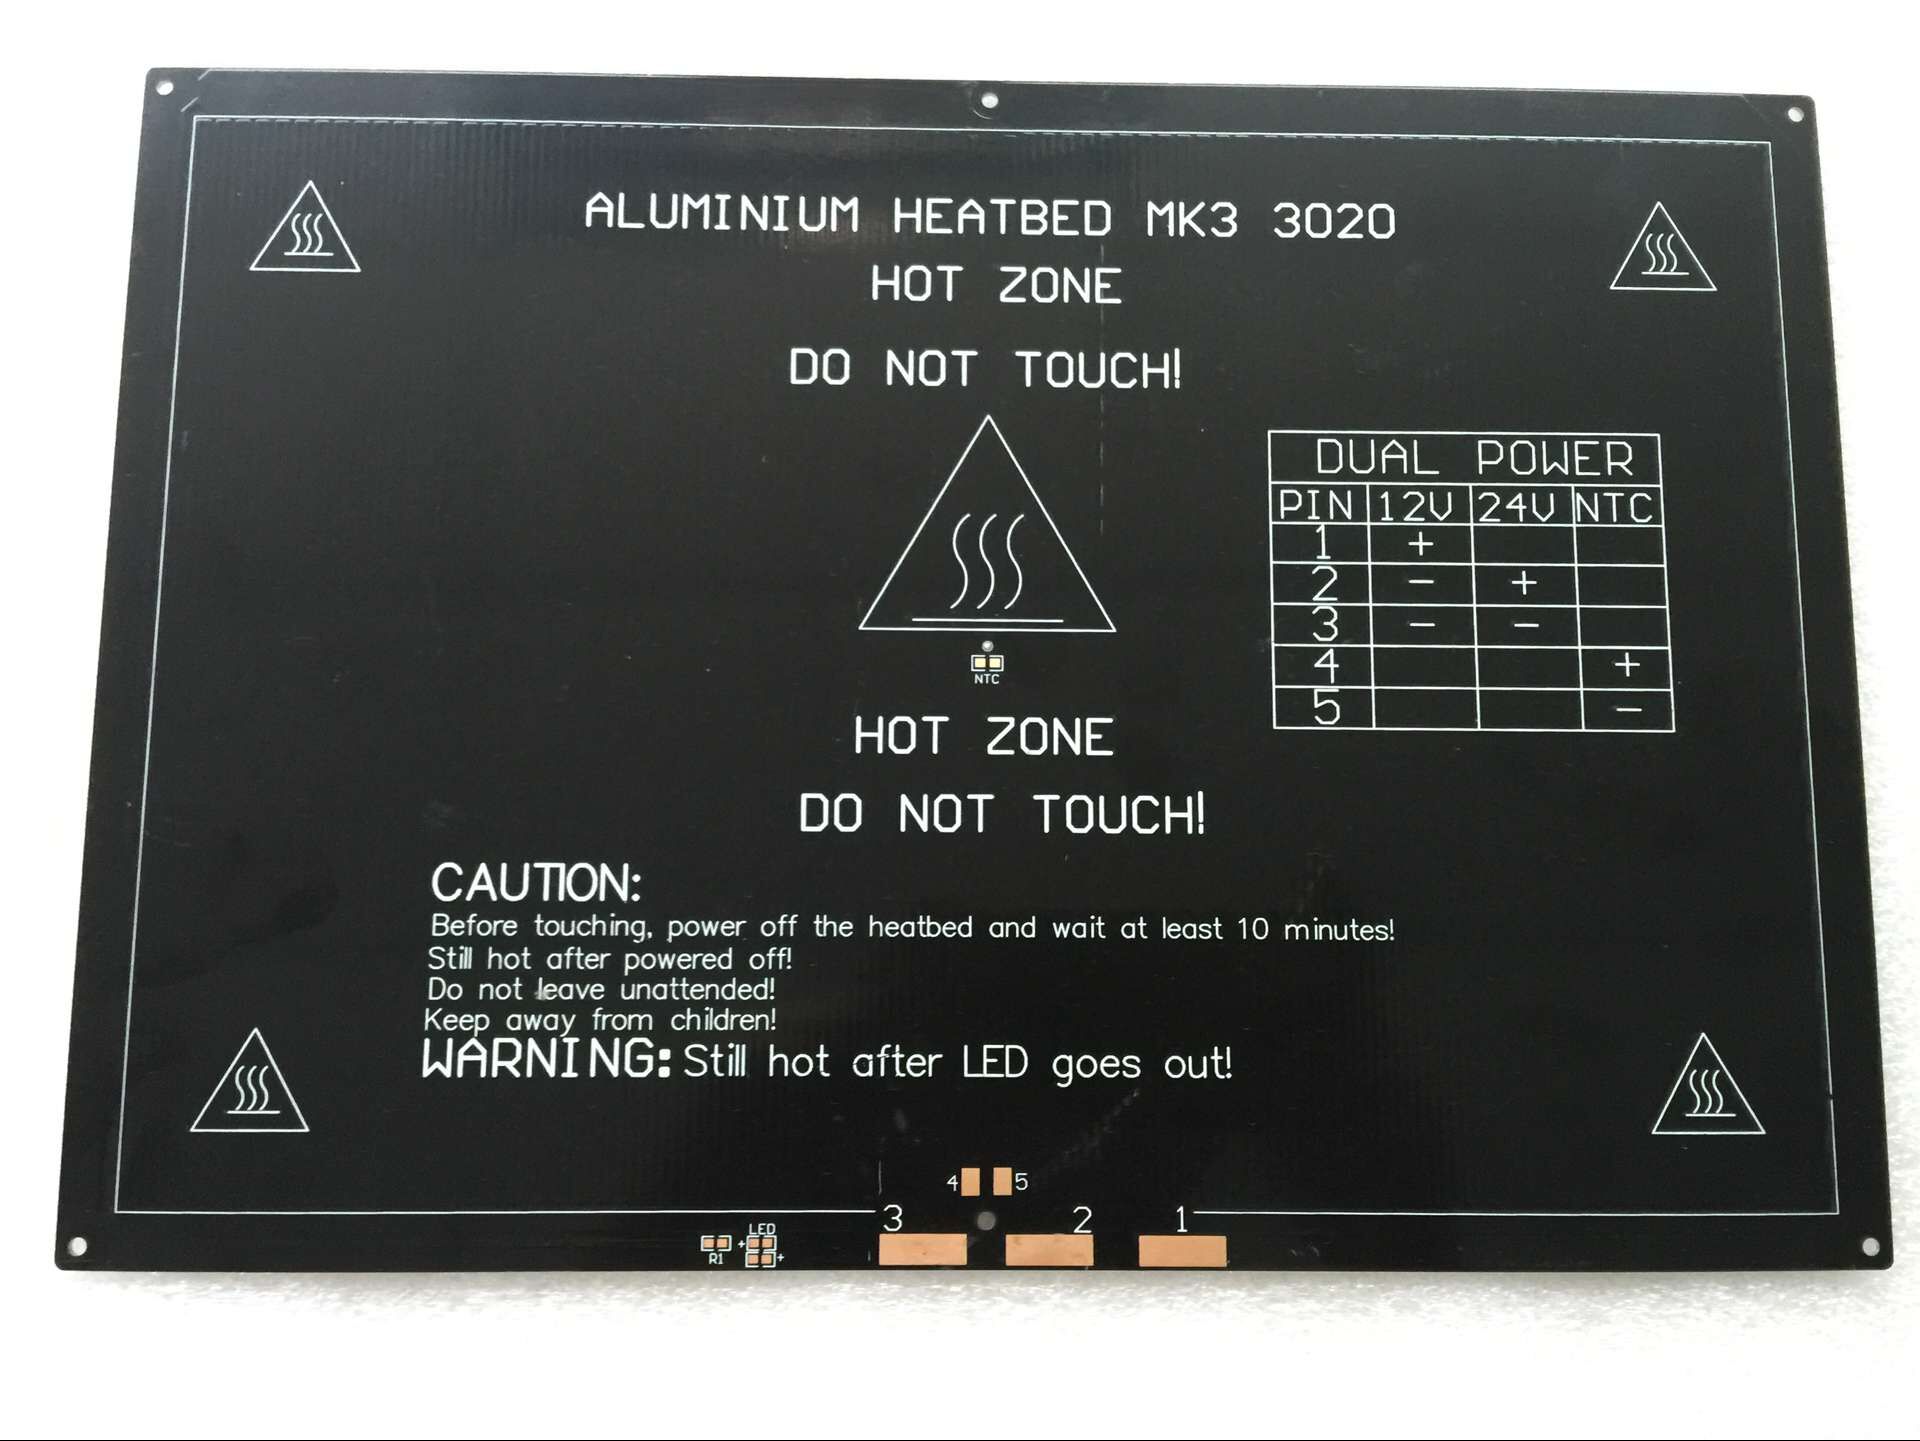 ALUMINIUM HEATBED MK3 3020
HOT ZONE
DO NOT TOUCH!
DUAL POWER
PIN 12V 24V NTC
1 +
2 - +
3 - -
4 +
5 -
NTC
HOT ZONE
DO NOT TOUCH!
CAUTION:
Before touching, power off the heatbed and wait at least 10 minutes!
Still hot after powered off!
Do not leave unattended!
Keep away from children!
WARNING: Still hot after LED goes out!
4 5
3 2 1
LED
+
R1 +